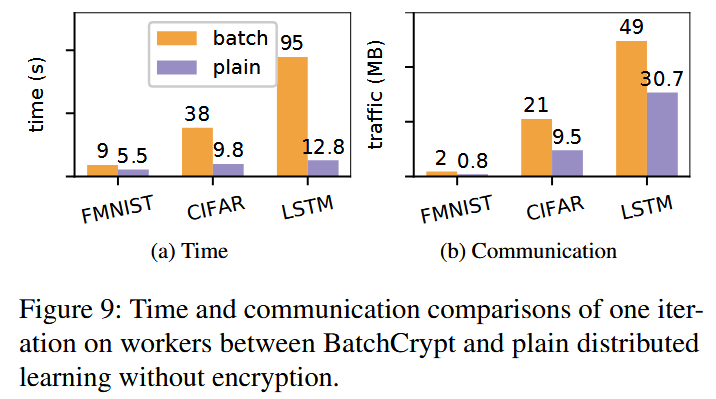 batch
plain
time (s)
9
5.5
38
9.8
95
12.8
FMNIST
CIFAR
LSTM
(a) Time
traffic (MB)
2
0.8
21
9.5
49
30.7
FMNIST
CIFAR
LSTM
(b) Communication
Figure 9: Time and communication comparisons of one iter-
ation on workers between BatchCrypt and plain distributed
learning without encryption.